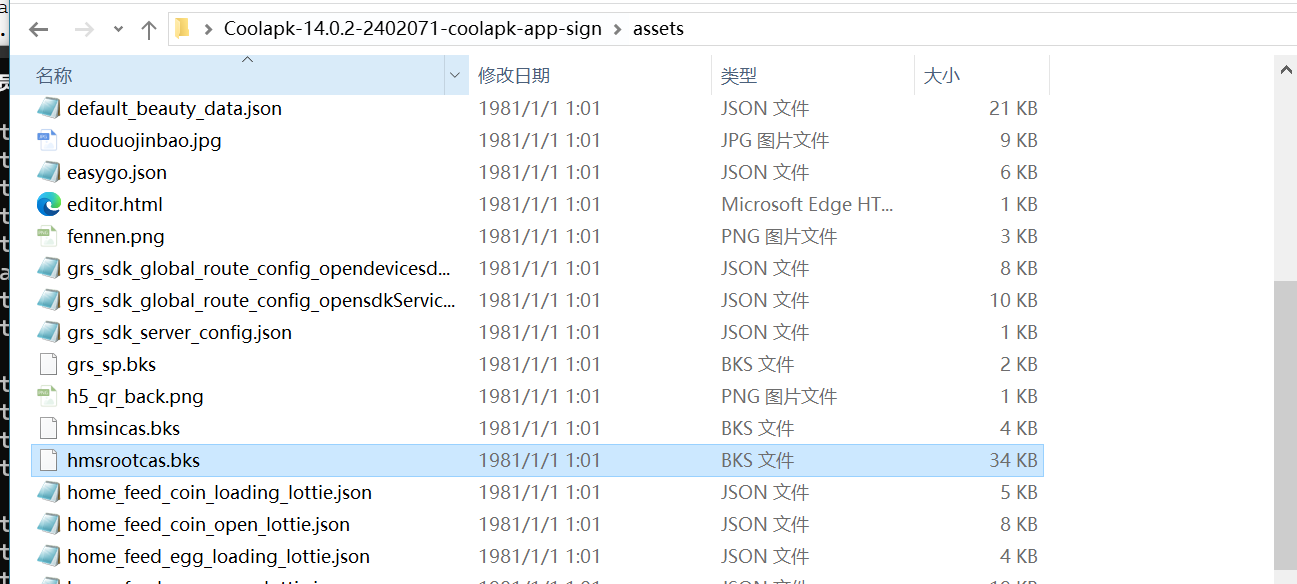 Coolapk-14.0.2-2402071-coolapk-app-sign > assets
名称 修改日期 类型 大小
default_beauty_data.json 1981/1/1 1:01 JSON 文件 21 KB
duoduojinbao.jpg 1981/1/1 1:01 JPG 图片文件 9 KB
easygo.json 1981/1/1 1:01 JSON 文件 6 KB
editor.html 1981/1/1 1:01 Microsoft Edge HT... 1 KB
fennen.png 1981/1/1 1:01 PNG 图片文件 3 KB
grs_sdk_global_route_config_opendevicesd... 1981/1/1 1:01 JSON 文件 8 KB
grs_sdk_global_route_config_opensdkServic... 1981/1/1 1:01 JSON 文件 10 KB
grs_sdk_server_config.json 1981/1/1 1:01 JSON 文件 1 KB
grs_sp.bks 1981/1/1 1:01 BKS 文件 2 KB
h5_qr_back.png 1981/1/1 1:01 PNG 图片文件 1 KB
hmsincas.bks 1981/1/1 1:01 BKS 文件 4 KB
hmsrootcas.bks 1981/1/1 1:01 BKS 文件 34 KB
home_feed_coin_loading_lottie.json 1981/1/1 1:01 JSON 文件 5 KB
home_feed_coin_open_lottie.json 1981/1/1 1:01 JSON 文件 8 KB
home_feed_egg_loading_lottie.json 1981/1/1 1:01 JSON 文件 4 KB